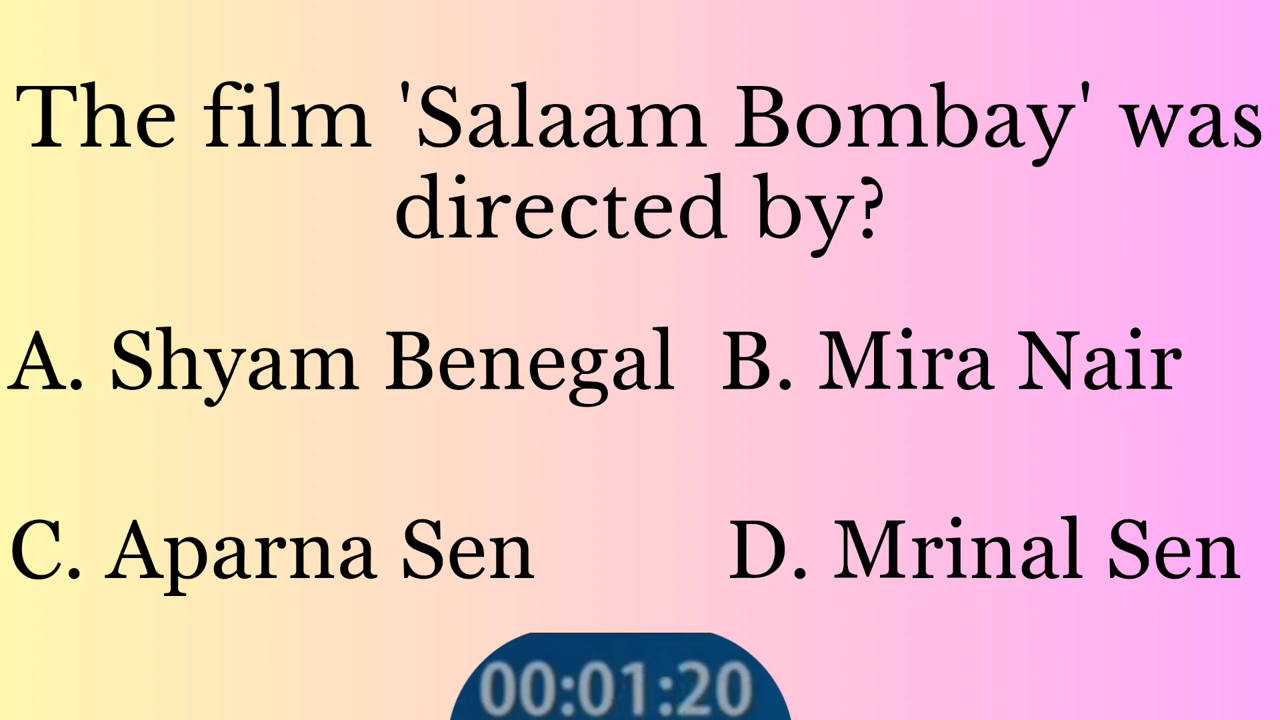 The film 'Salaam Bombay' was
directed by?
A. Shyam Benegal B. Mira Nair
C. Aparna Sen D. Mrinal Sen
00:01:20